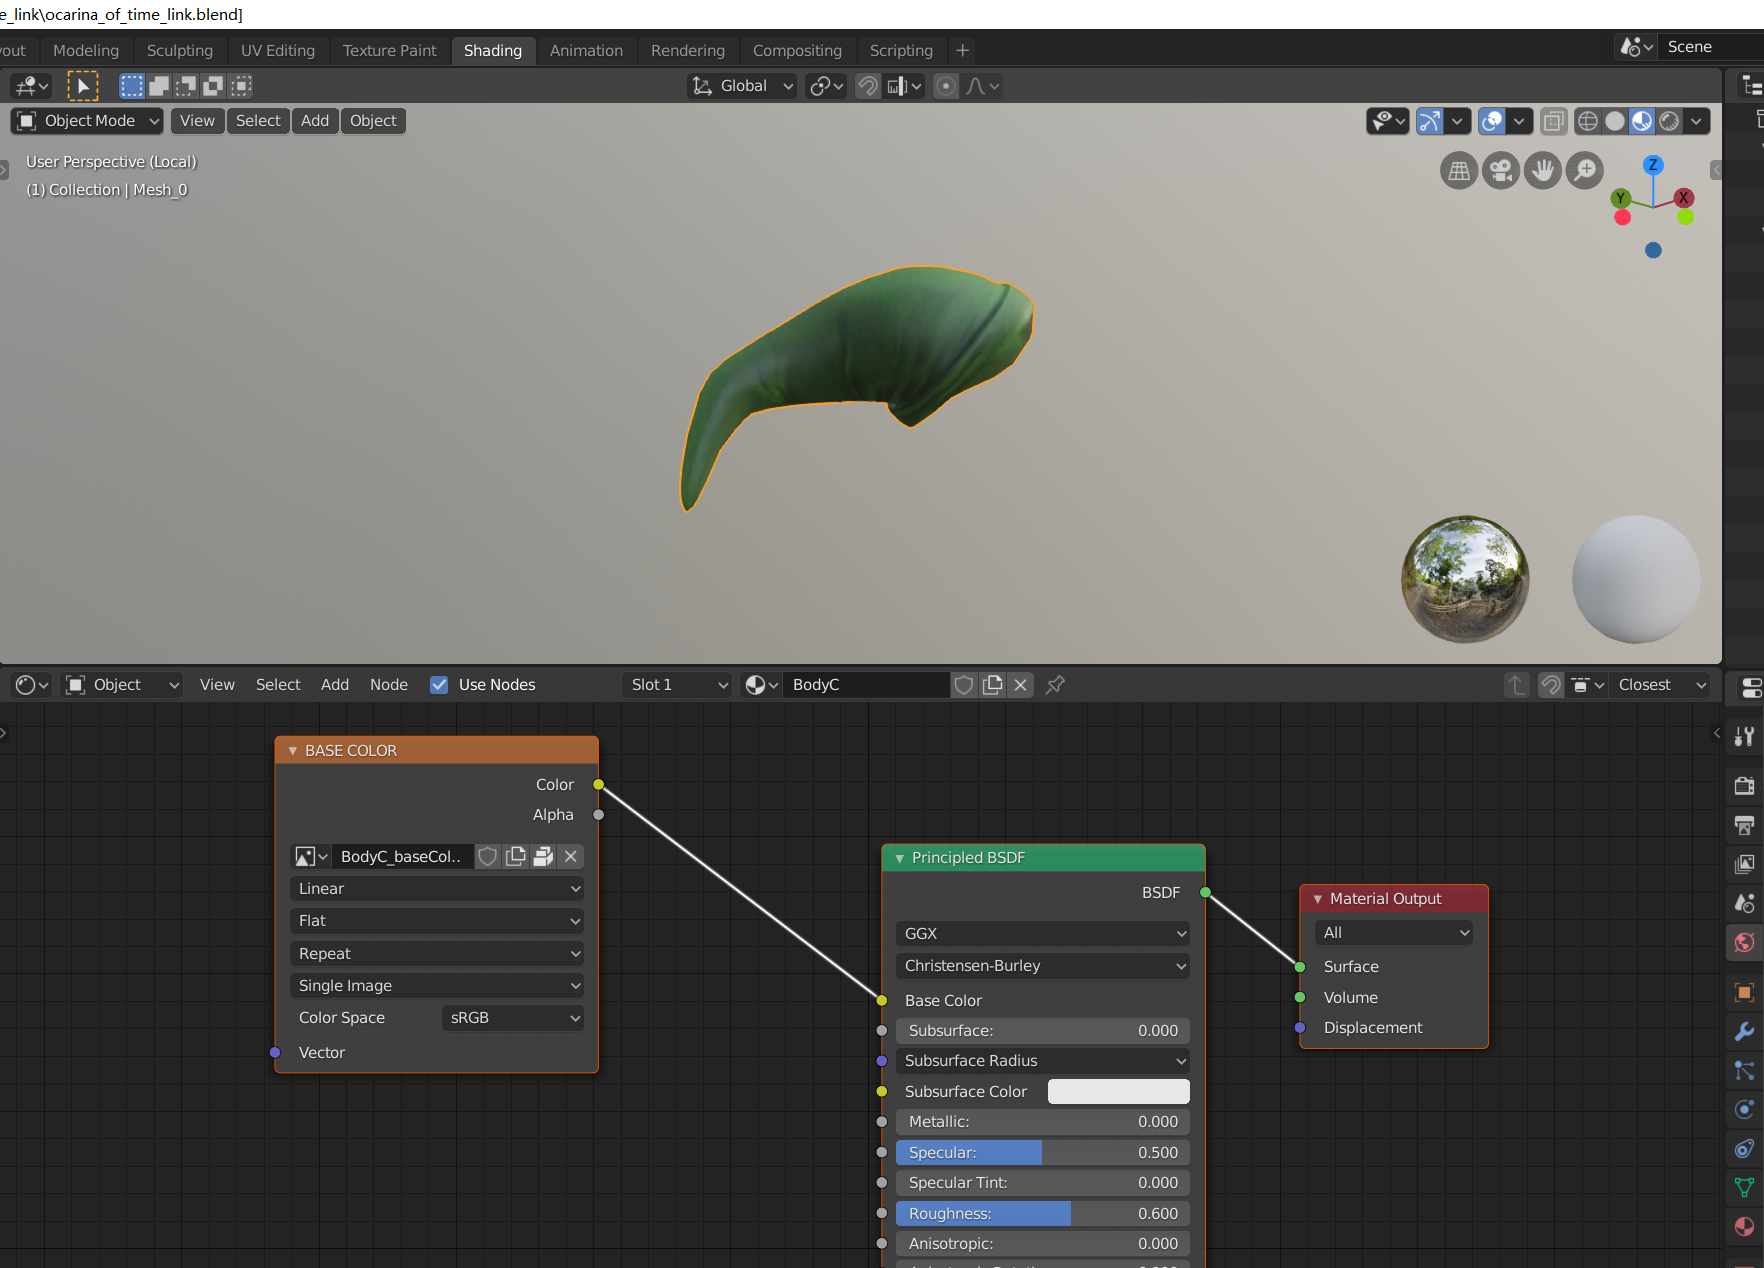 e_link\ocarina_of_time_link.blend]
out Modeling Sculpting UV Editing Texture Paint Shading Animation Rendering Compositing Scripting + Scene
Global
Object Mode View Select Add Object
User Perspective (Local)
(1) Collection | Mesh_0
Z
Y X
Object View Select Add Node Use Nodes Slot 1 BodyC Closest
BASE COLOR
Color
Alpha
BodyC_baseCol..
Linear
Flat
Repeat
Single Image
Color Space sRGB
Vector
Principled BSDF
BSDF
GGX
Christensen-Burley
Base Color
Subsurface: 0.000
Subsurface Radius
Subsurface Color
Metallic: 0.000
Specular: 0.500
Specular Tint: 0.000
Roughness: 0.600
Anisotropic: 0.000
Material Output
All
Surface
Volume
Displacement